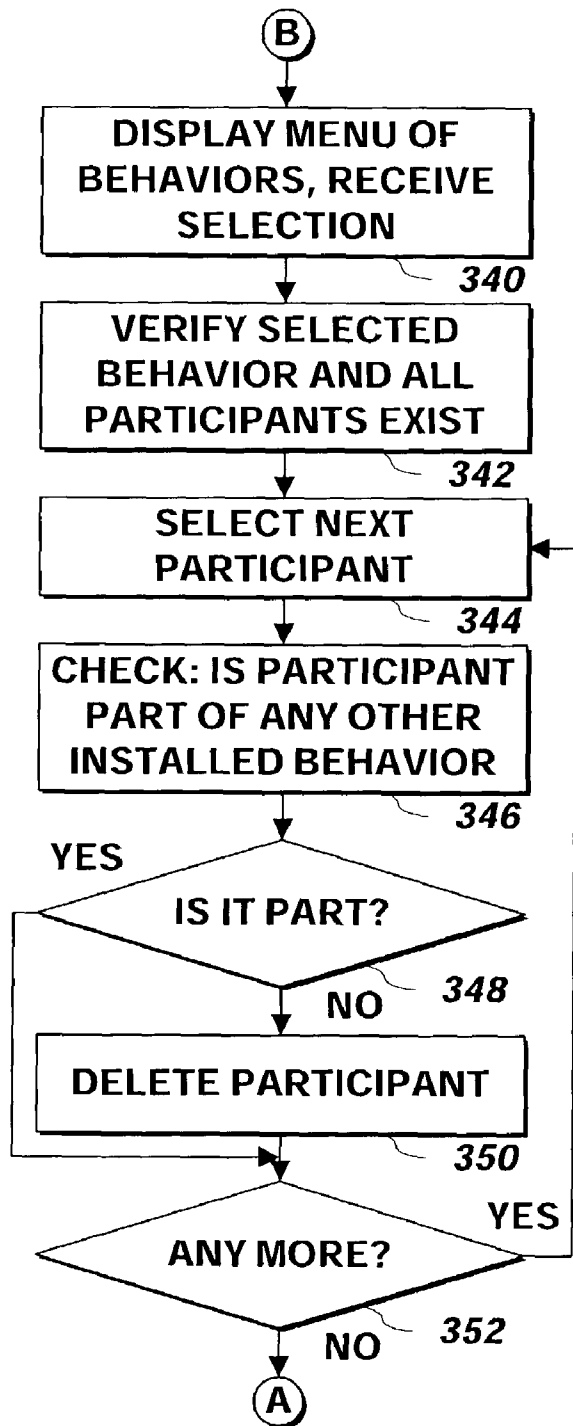 B
DISPLAY MENU OF
BEHAVIORS, RECEIVE
SELECTION
340
VERIFY SELECTED
BEHAVIOR AND ALL
PARTICIPANTS EXIST
342
SELECT NEXT
PARTICIPANT
344
CHECK: IS PARTICIPANT
PART OF ANY OTHER
INSTALLED BEHAVIOR
346
YES
IS IT PART?
348
NO
DELETE PARTICIPANT
350
YES
ANY MORE?
352
NO
A